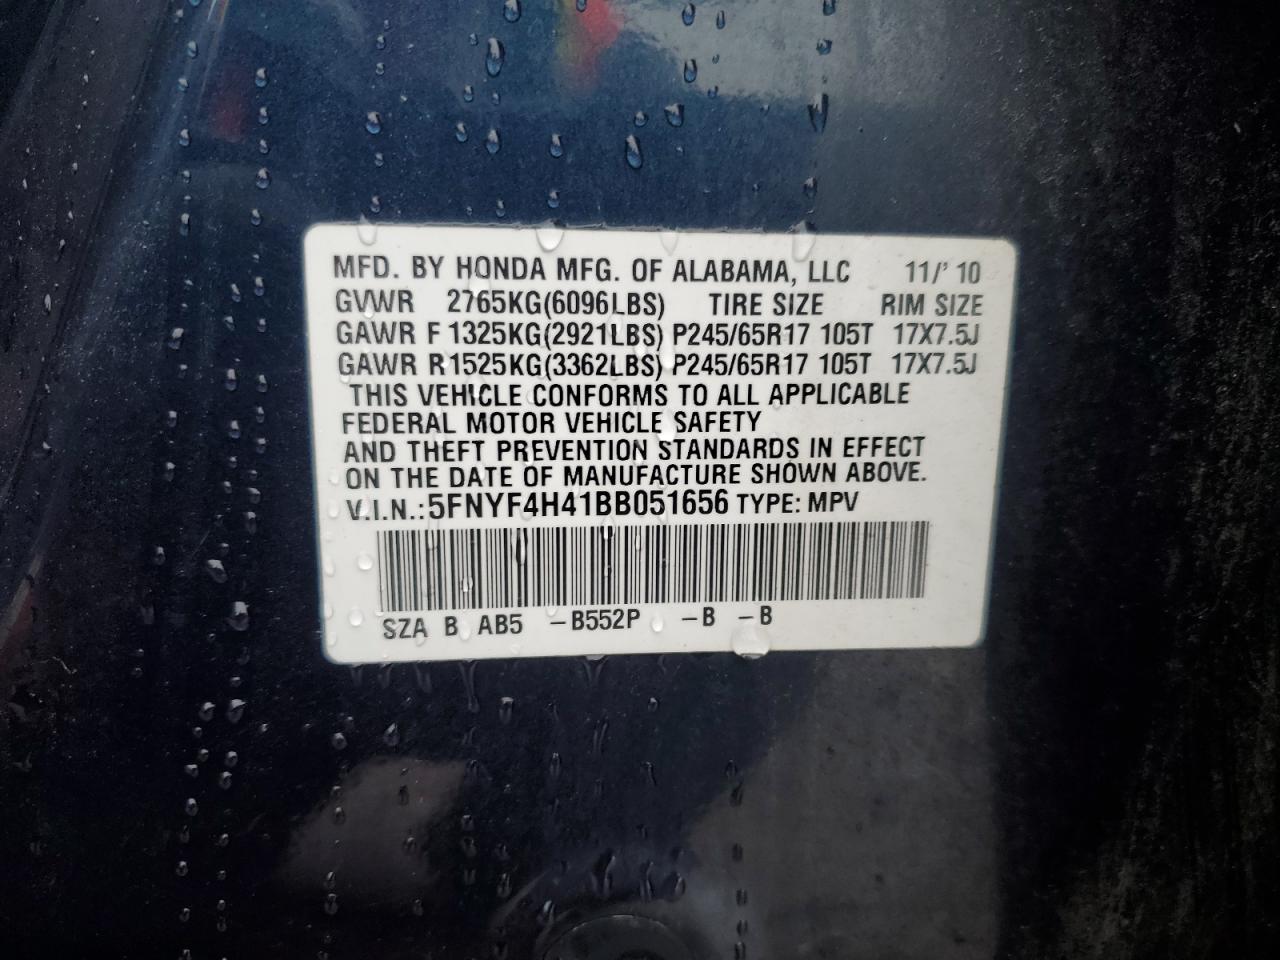 MFD. BY HONDA MFG. OF ALABAMA, LLC 11/' 10
GVWR 2765KG(6096LBS) TIRE SIZE RIM SIZE
GAWR F 1325KG(2921LBS) P245/65R17 105T 17X7.5J
GAWR R1525KG(3362LBS) P245/65R17 105T 17X7.5J
THIS VEHICLE CONFORMS TO ALL APPLICABLE
FEDERAL MOTOR VEHICLE SAFETY
AND THEFT PREVENTION STANDARDS IN EFFECT
ON THE DATE OF MANUFACTURE SHOWN ABOVE.
V.I.N.: 5FNYF4H41BB051656 TYPE: MPV
SZA B AB5 -B552P -B -B